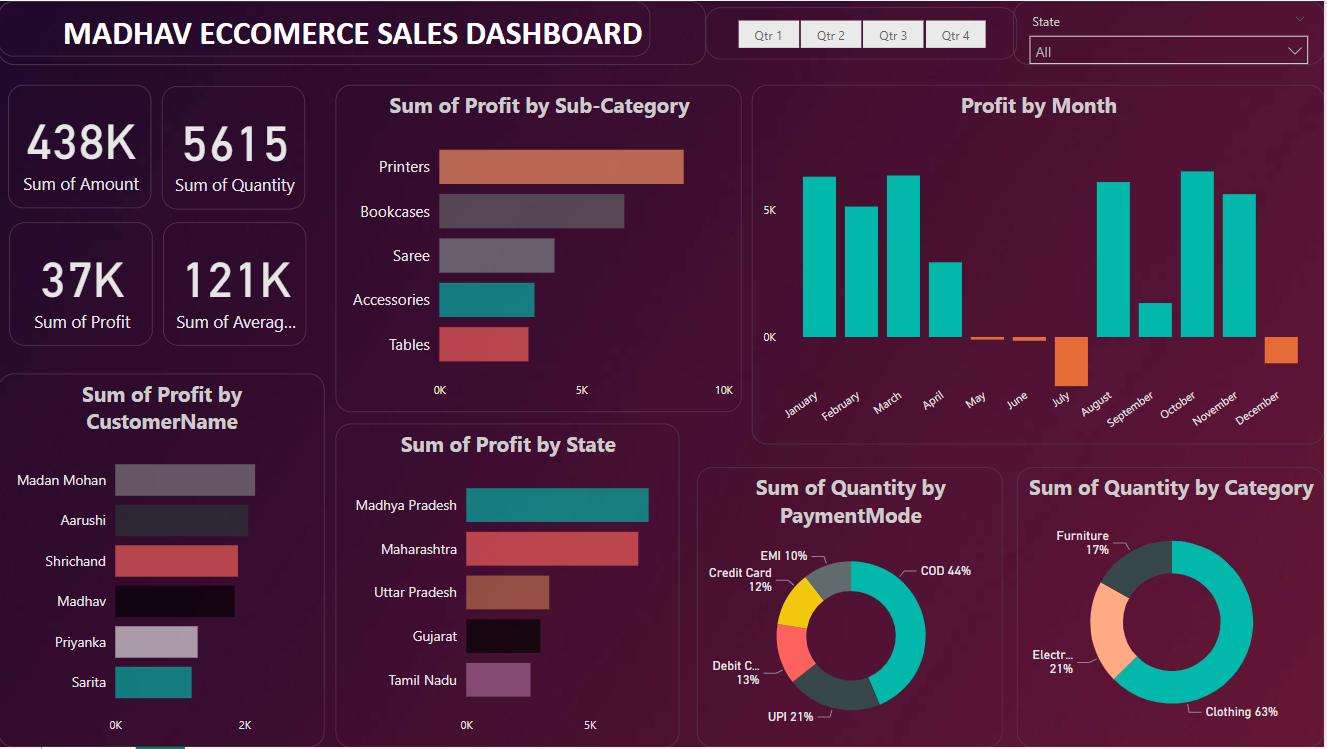 MADHAV ECCOMERCE SALES DASHBOARD
Qtr 1
Qtr 2
Qtr 3
Qtr 4
State
All
438K
Sum of Amount
5615
Sum of Quantity
37K
Sum of Profit
121K
Sum of Averag...
Sum of Profit by Sub-Category
Printers
Bookcases
Saree
Accessories
Tables
0K
5K
10K
Profit by Month
5K
0K
January
February
March
April
May
June
July
August
September
October
November
December
Sum of Profit by
CustomerName
Madan Mohan
Aarushi
Shrichand
Madhav
Priyanka
Sarita
0K
2K
Sum of Profit by State
Madhya Pradesh
Maharashtra
Uttar Pradesh
Gujarat
Tamil Nadu
0K
5K
Sum of Quantity by
PaymentMode
EMI 10%
COD 44%
Credit Card
12%
Debit C...
13%
UPI 21%
Sum of Quantity by Category
Furniture
17%
Electr...
21%
Clothing 63%